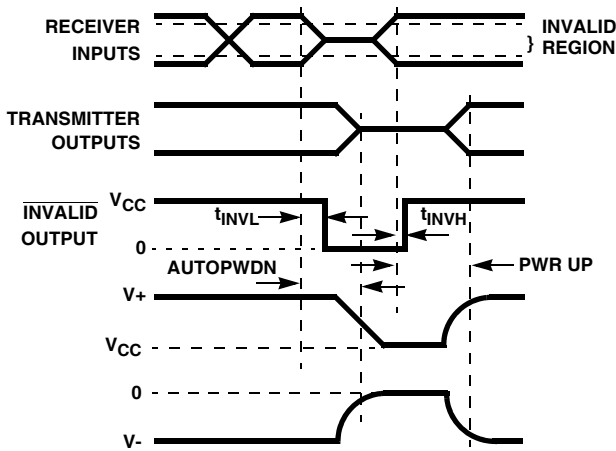 RECEIVER
INPUTS
} INVALID
REGION
TRANSMITTER
OUTPUTS
INVALID
OUTPUT
VCC
0
tINVL
tINVH
AUTOPWDN
PWR UP
V+
VCC
0
V-